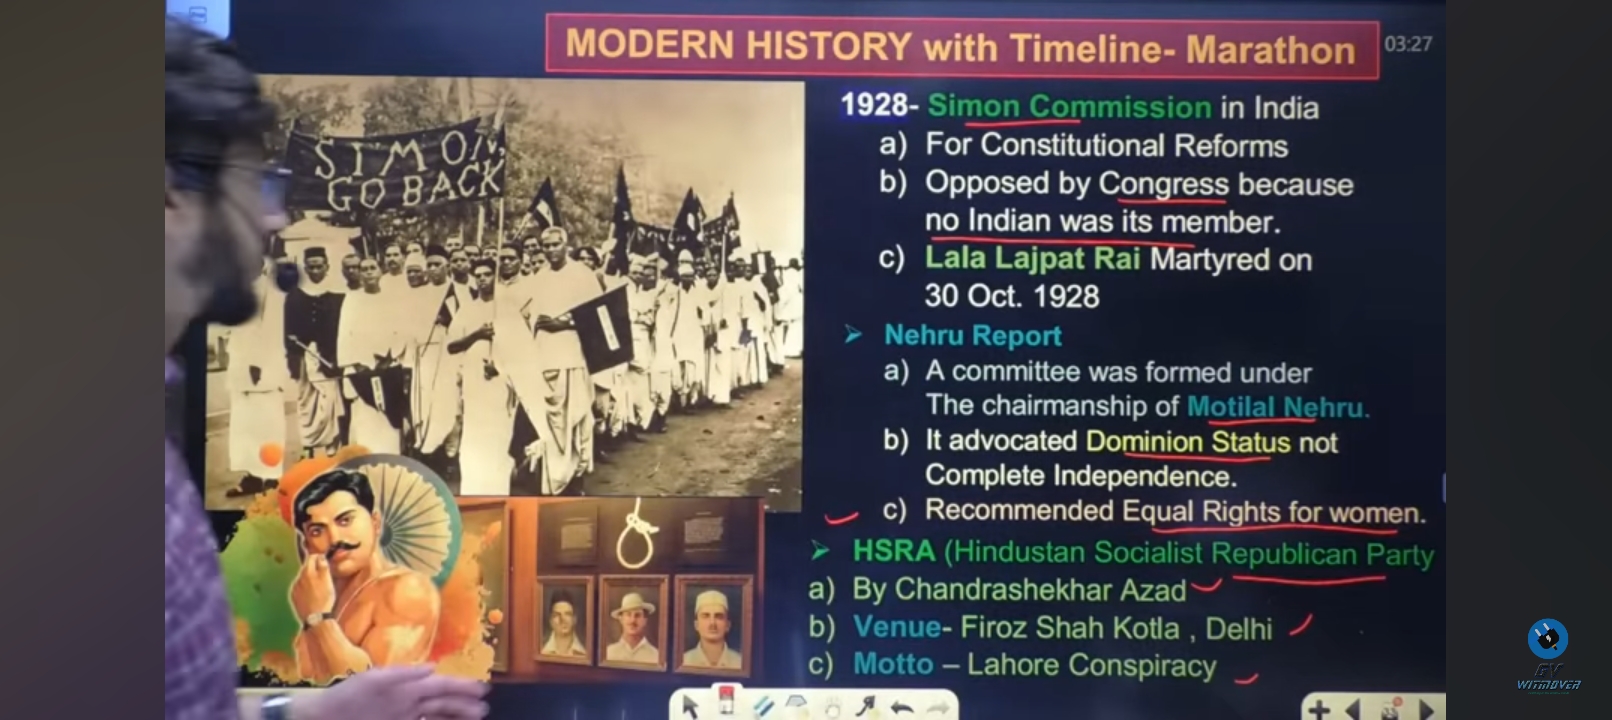 MODERN HISTORY with Timeline- Marathon
03:27
SIMON,
GO BACK
1928- Simon Commission in India
a) For Constitutional Reforms
b) Opposed by Congress because
no Indian was its member.
c) Lala Lajpat Rai Martyred on
30 Oct. 1928
➢ Nehru Report
a) A committee was formed under
The chairmanship of Motilal Nehru.
b) It advocated Dominion Status not
Complete Independence.
c) Recommended Equal Rights for women.
➢ HSRA (Hindustan Socialist Republican Party
a) By Chandrashekhar Azad
b) Venue- Firoz Shah Kotla , Delhi
c) Motto – Lahore Conspiracy
GV
WITMOVER